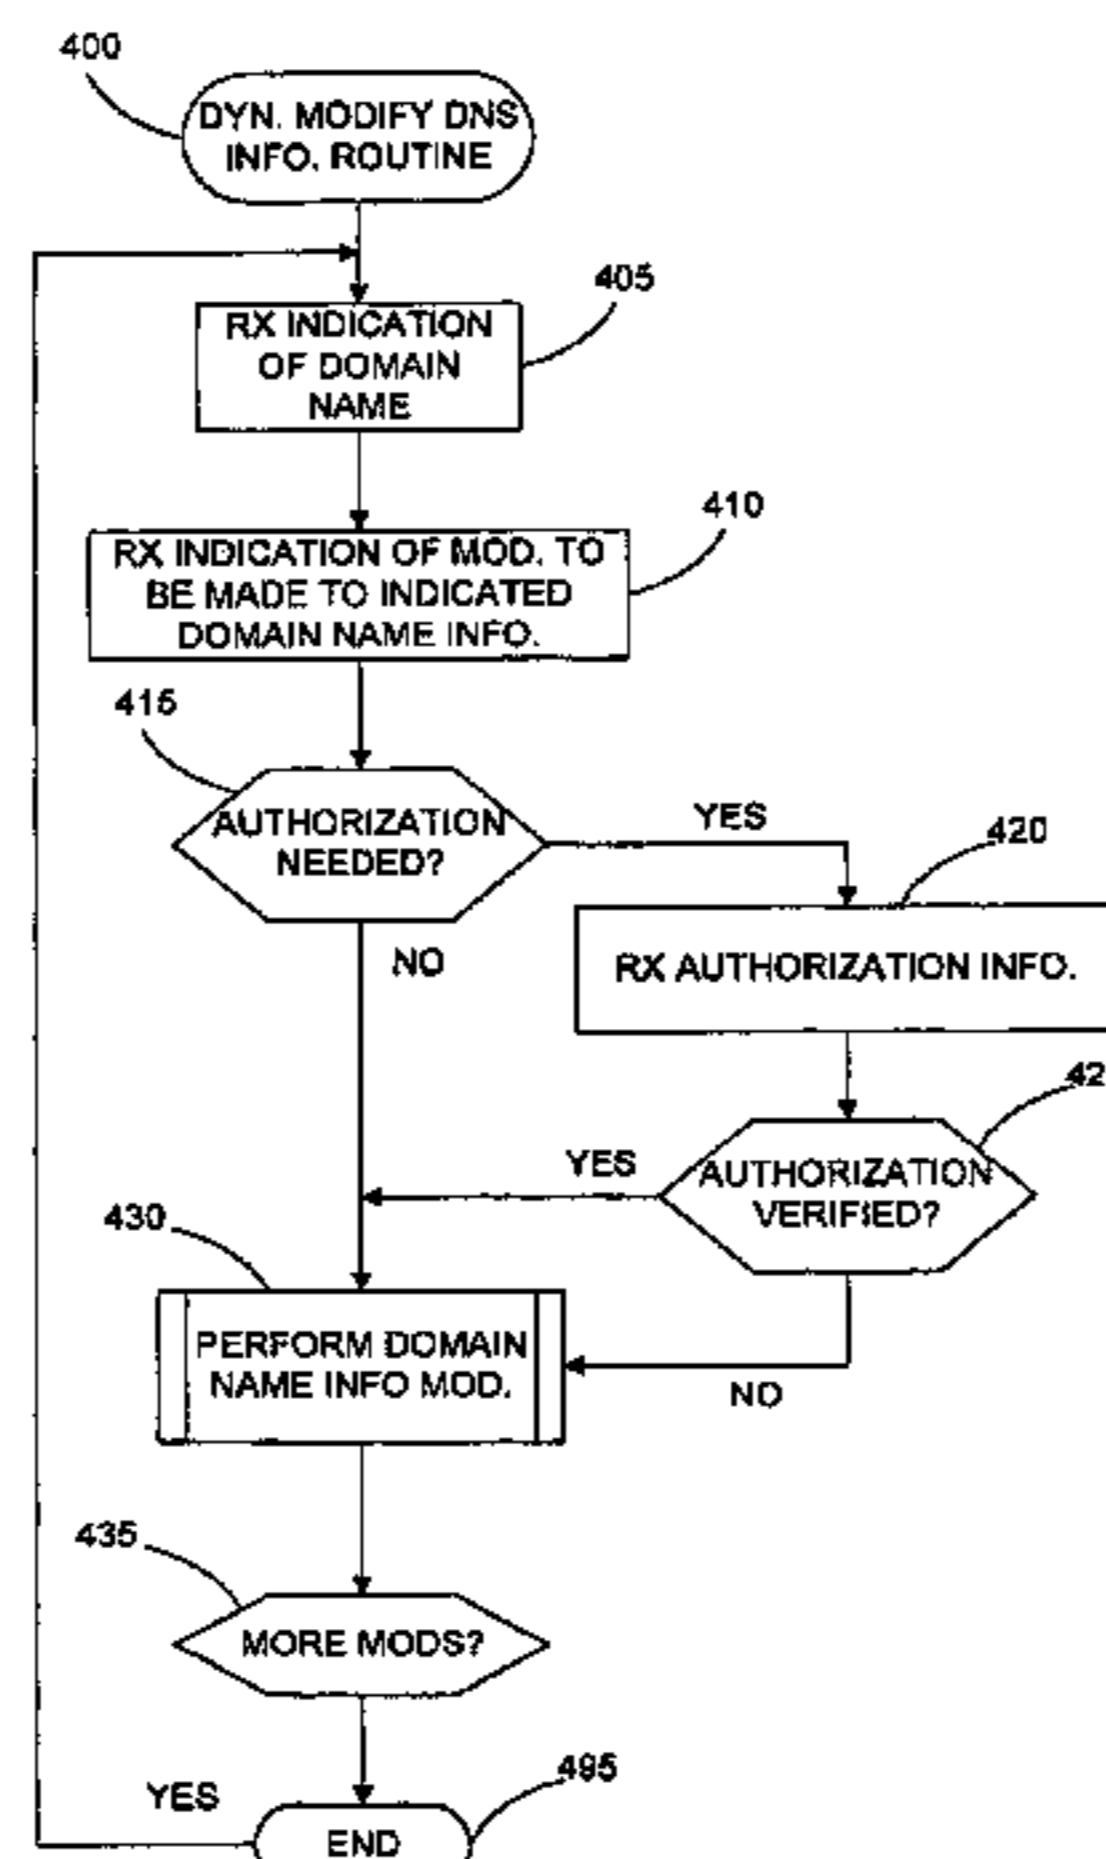 400
DYN. MODIFY DNS
INFO. ROUTINE
405
RX INDICATION
OF DOMAIN
NAME
410
RX INDICATION OF MOD. TO
BE MADE TO INDICATED
DOMAIN NAME INFO.
415
AUTHORIZATION
NEEDED?
YES
420
NO
RX AUTHORIZATION INFO.
42
YES
AUTHORIZATION
VERIFIED?
430
PERFORM DOMAIN
NAME INFO MOD.
NO
435
MORE MODS?
YES
495
END